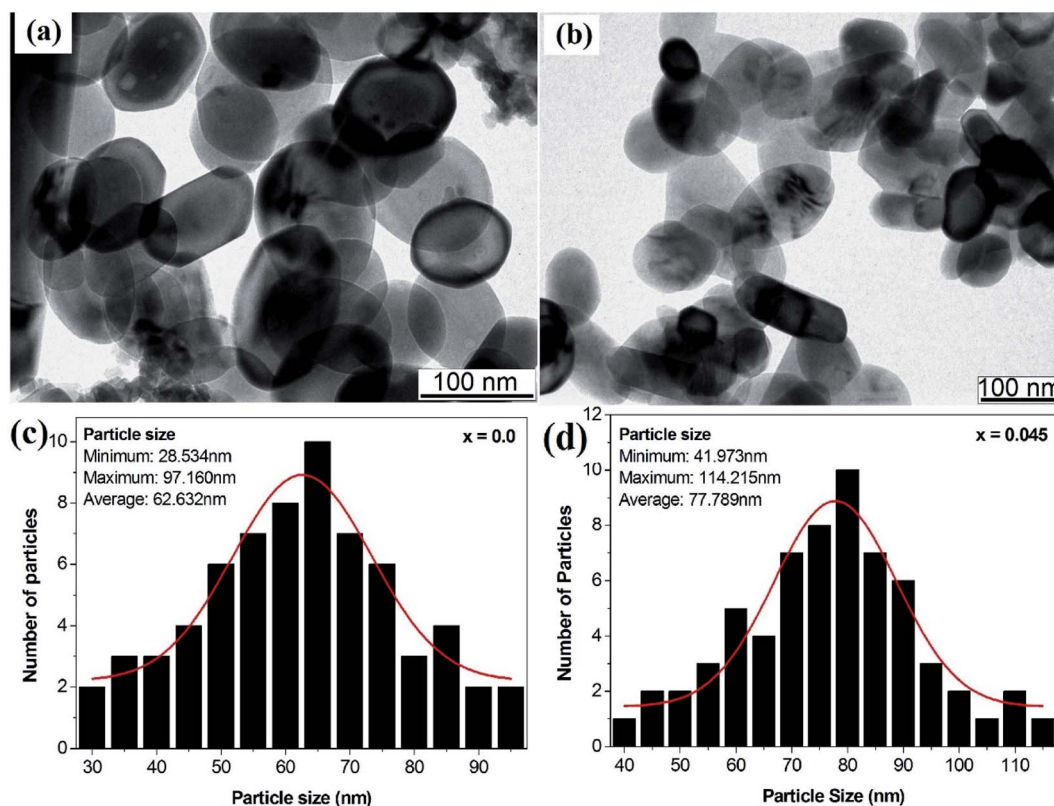 (a)
100 nm
(b)
100 nm
(c)
Particle size
Minimum: 28.534nm
Maximum: 97.160nm
Average: 62.632nm
x = 0.0
Number of particles
10
8
6
4
2
0
30 40 50 60 70 80 90
Particle size (nm)
(d)
Particle size
Minimum: 41.973nm
Maximum: 114.215nm
Average: 77.789nm
x = 0.045
Number of Particles
12
10
8
6
4
2
0
40 50 60 70 80 90 100 110
Particle Size (nm)